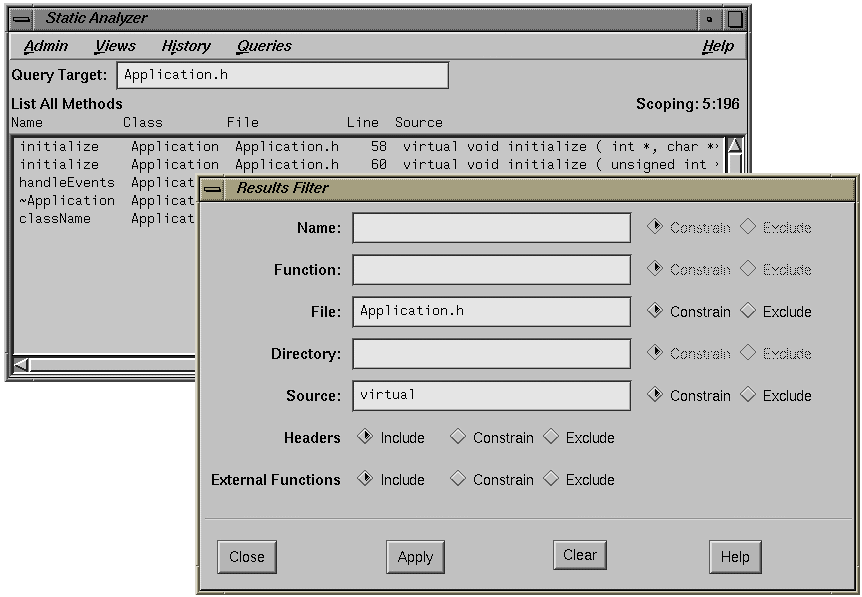 Static Analyzer
Admin Views History Queries Help
Query Target: Application.h
List All Methods Scoping: 5:196
Name Class File Line Source
initialize Application Application.h 58 virtual void initialize ( int *, char *
initialize Application Application.h 60 virtual void initialize ( unsigned int
handleEvents Applicat
~Application Applicat
className Applicat
Results Filter
Name: Constrain Exclude
Function: Constrain Exclude
File: Application.h Constrain Exclude
Directory: Constrain Exclude
Source: virtual Constrain Exclude
Headers Include Constrain Exclude
External Functions Include Constrain Exclude
Close Apply Clear Help